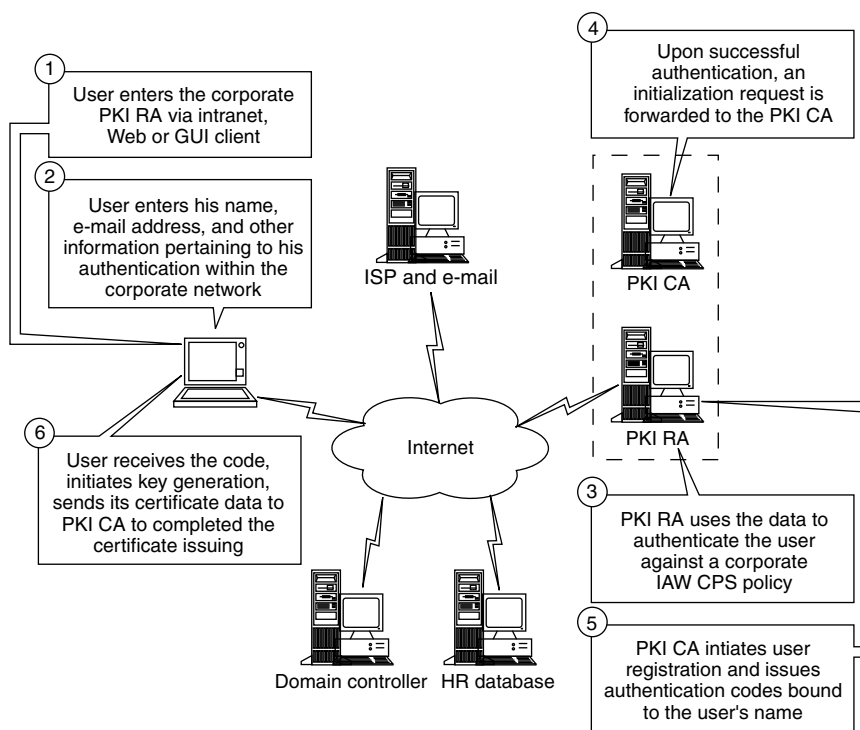 1
User enters the corporate
PKI RA via intranet,
Web or GUI client
2
User enters his name,
e-mail address, and other
information pertaining to his
authentication within the
corporate network
4
Upon successful
authentication, an
initialization request is
forwarded to the PKI CA
ISP and e-mail
PKI CA
PKI RA
Internet
6
User receives the code,
initiates key generation,
sends its certificate data to
PKI CA to completed the
certificate issuing
3
PKI RA uses the data to
authenticate the user
against a corporate
IAW CPS policy
Domain controller
HR database
5
PKI CA intiates user
registration and issues
authentication codes bound
to the user's name